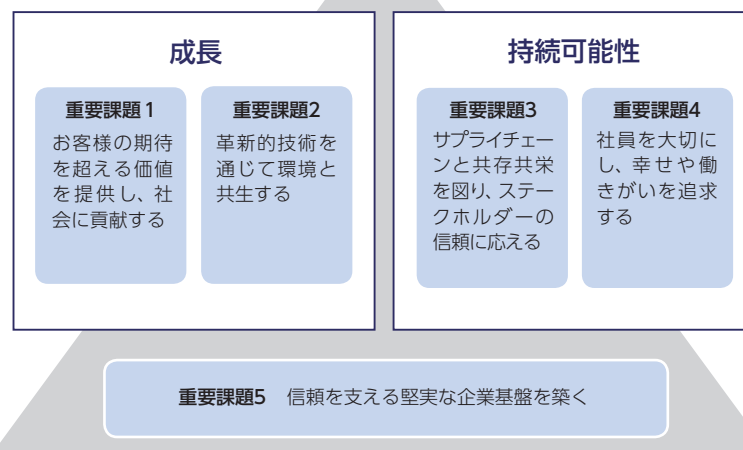 成長
重要課題1
お客様の期待
を超える価値
を提供し、社
会に貢献する
重要課題2
革新的技術を
通じて環境と
共生する
持続可能性
重要課題3
サプライチェー
ンと共存共栄
を図り、ステー
クホルダーの
信頼に応える
重要課題4
社員を大切に
し、幸せや働
きがいを追求
する
重要課題5 信頼を支える堅実な企業基盤を築く